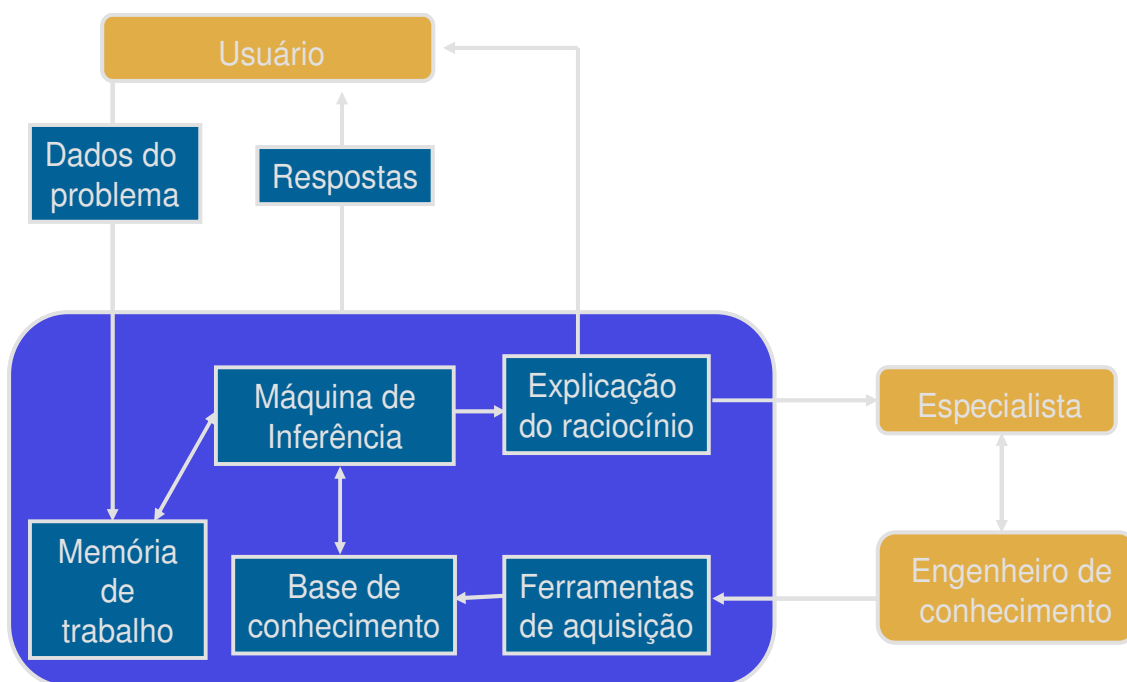 Usuário
Dados do
problema
Respostas
Máquina de
Inferência
Explicação
do raciocínio
Especialista
Memória
de
trabalho
Base de
conhecimento
Ferramentas
de aquisição
Engenheiro de
conhecimento